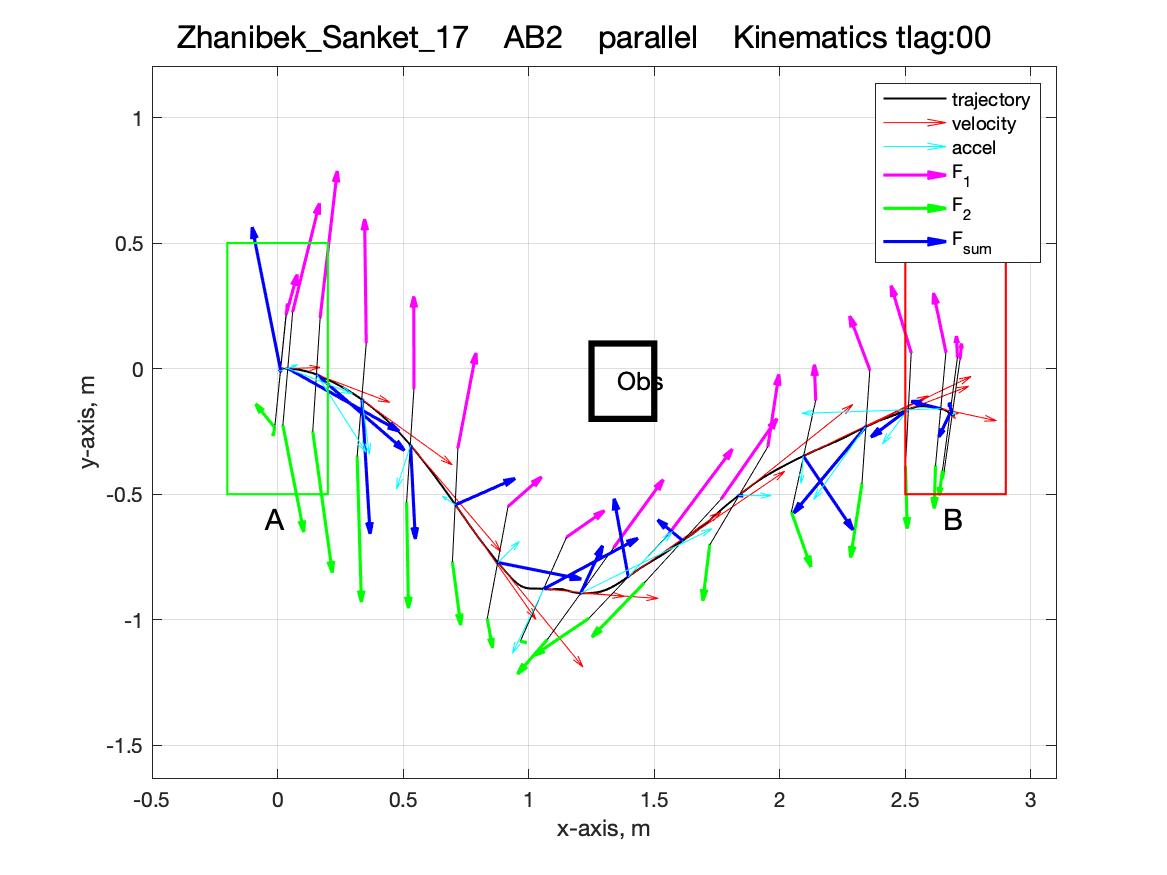 Zhanibek_Sanket_17 AB2 parallel Kinematics tlag:00
trajectory
velocity
accel
F1
F2
Fsum
1
0.5
0
-0.5
-1
-1.5
y-axis, m
Obs
A
B
-0.5 0 0.5 1 1.5 2 2.5 3
x-axis, m